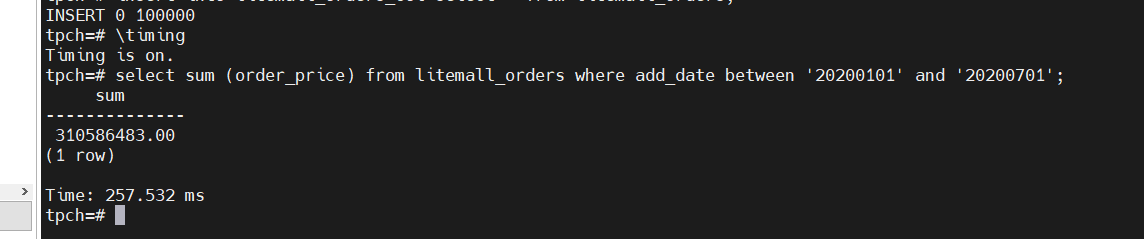 INSERT 0 100000
tpch=# \timing
Timing is on.
tpch=# select sum (order_price) from litemall_orders where add_date between '20200101' and '20200701';
sum
--------------
310586483.00
(1 row)
Time: 257.532 ms
tpch=#